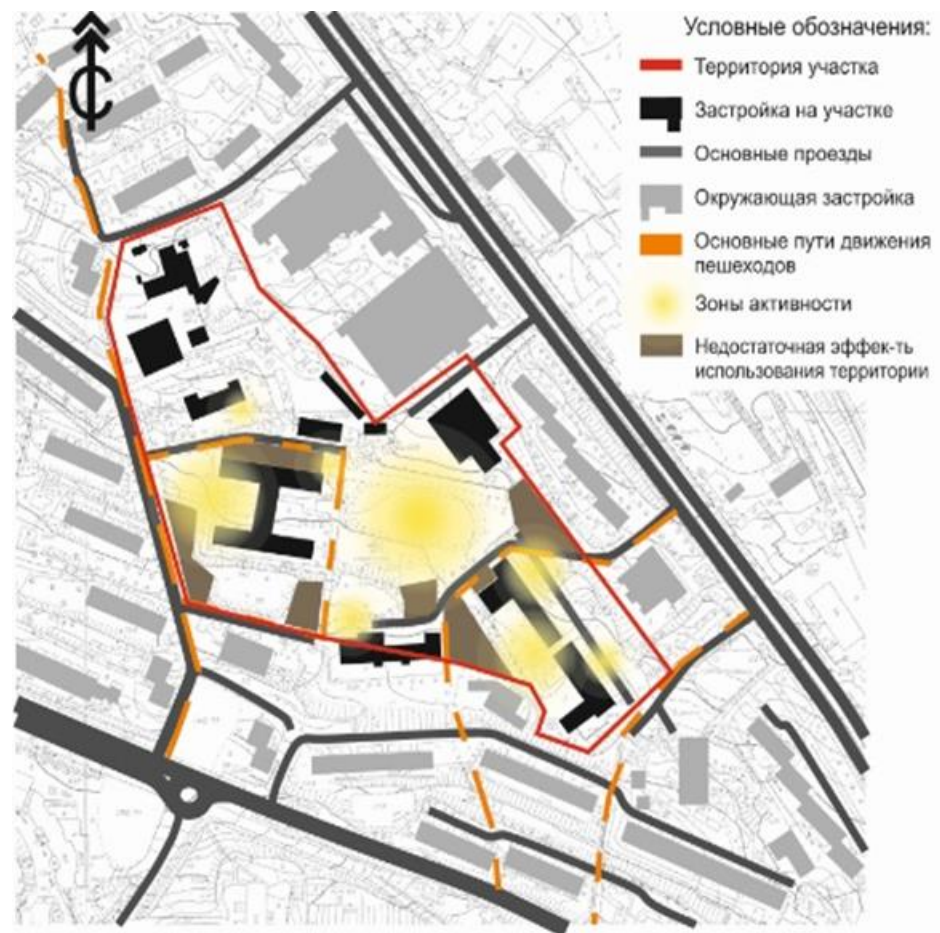 Условные обозначения:
Территория участка
Застройка на участке
Основные проезды
Окружающая застройка
Основные пути движения
пешеходов
Зоны активности
Недостаточная эффек-ть
использования территории
С